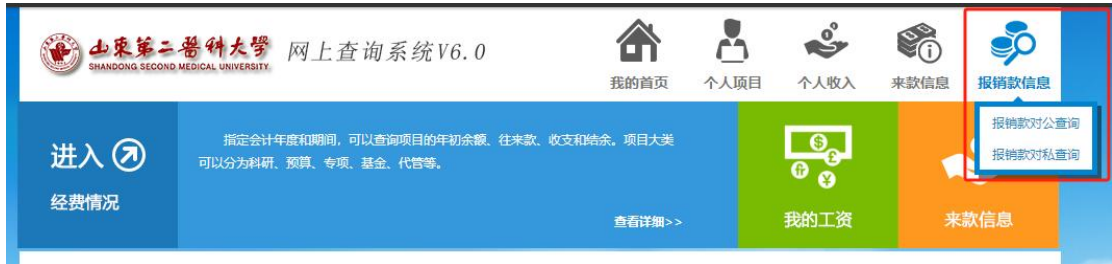 山东第二医科大学
SHANDONG SECOND MEDICAL UNIVERSITY
网上查询系统V6.0
我的首页
个人项目
个人收入
来款信息
报销款信息
报销款对公查询
报销款对私查询
进入
经费情况
指定会计年度和期间，可以查询项目的年初余额、往来款、收支和结余。项目大类
可以分为科研、预算、专项、基金、代管等。
查看详细>>
我的工资
来款信息